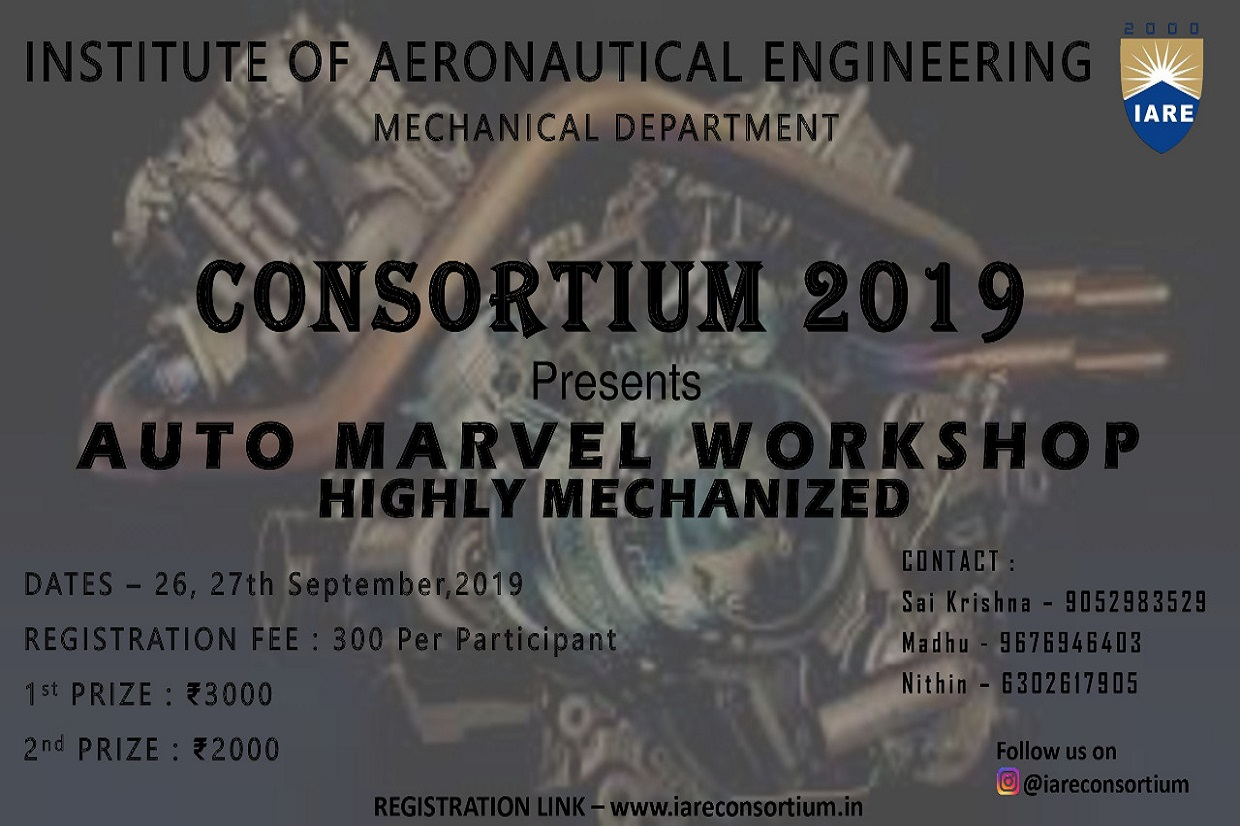 2000
INSTITUTE OF AERONAUTICAL ENGINEERING
IARE
MECHANICAL DEPARTMENT
CONSORTIUM 2019
Presents
AUTO MARVEL WORKSHOP
HIGHLY MECHANIZED
DATES – 26, 27th September,2019
REGISTRATION FEE : 300 Per Participant
1st PRIZE : ₹3000
2nd PRIZE : ₹2000
CONTACT :
Sai Krishna – 9052983529
Madhu - 9676946403
Nithin – 6302617905
Follow us on
@iareconsortium
REGISTRATION LINK – www.iareconsortium.in